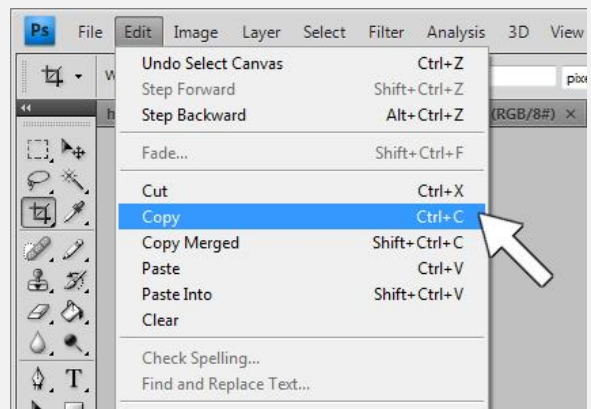 Ps File Edit Image Layer Select Filter Analysis 3D View
Undo Select Canvas Ctrl+Z
Step Forward Shift+Ctrl+Z
Step Backward Alt+Ctrl+Z
(RGB/8#) ×
Fade... Shift+Ctrl+F
Cut Ctrl+X
Copy Ctrl+C
Copy Merged Shift+Ctrl+C
Paste Ctrl+V
Paste Into Shift+Ctrl+V
Clear
Check Spelling...
Find and Replace Text...
T